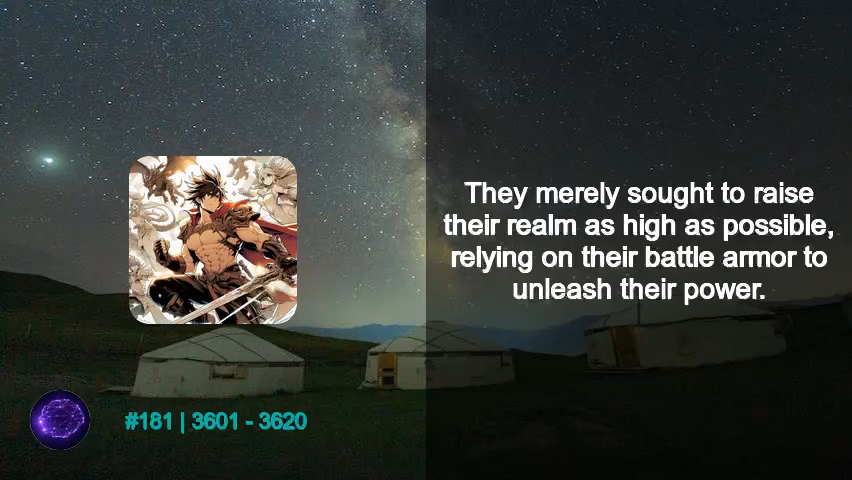 They merely sought to raise
their realm as high as possible,
relying on their battle armor to
unleash their power.
#181 | 3601 - 3620